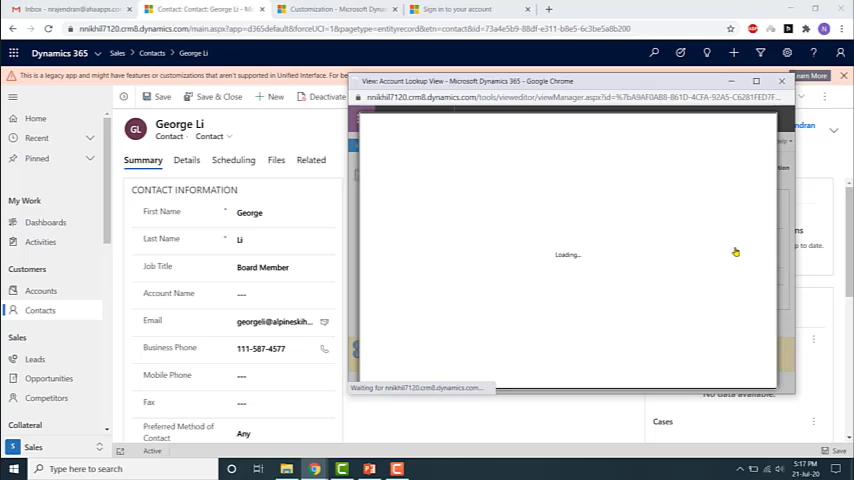 Inbox - nrajendran@ahaapps.com
Contact: Contact: George Li - M
Customization - Microsoft Dyna
Sign in to your account
nnikhil7120.crm8.dynamics.com/main.aspx?app=d365default&forceUCI=1&pagetype=entityrecord&etn=contact&id=73a4e5b9-88df-e311-b8e5-6c3be5a8b200
N
Dynamics 365
Sales > Contacts > George Li
This is a legacy app and might have features or customizations that aren't supported in Unified Interface. For be
Learn More
View: Account Lookup View - Microsoft Dynamics 365 - Google Chrome
nnikhil7120.crm8.dynamics.com/tools/vieweditor/viewManager.aspx?id=%7bA9AF0AB8-861D-4CFA-92A5-C6281FED7F...
Save
Save & Close
New
Deactivate
Home
Recent
Pinned
My Work
Dashboards
Activities
Customers
Accounts
Contacts
Sales
Leads
Opportunities
Competitors
Collateral
S Sales
GL
George Li
Contact · Contact
Summary
Details
Scheduling
Files
Related
CONTACT INFORMATION
First Name * George
Last Name * Li
Job Title Board Member
Account Name ---
Email georgeli@alpineskih...
Business Phone 111-587-4577
Mobile Phone ---
Fax ---
Preferred Method of Contact Any
Loading...
Waiting for nnikhil7120.crm8.dynamics.com...
ndran
Help
tion
ns
p to date.
No data available.
Cases
Active
Save
Type here to search
5:17 PM
21-Jul-20